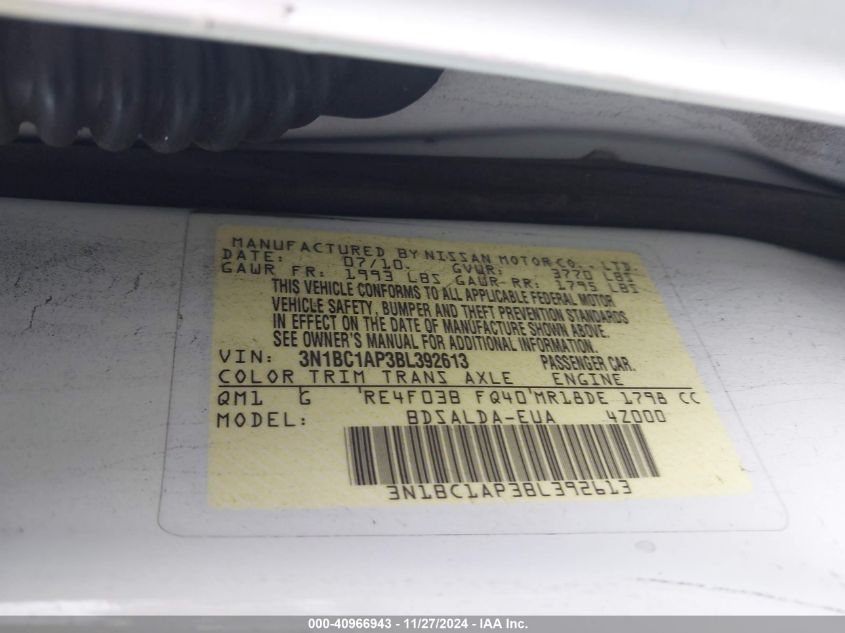 MANUFACTURED BY NISSAN MOTOR CO., LTD.
DATE: 07/10. GVWR: 3770 LBS
GAWR FR: 1993 LBS GAWR-RR: 1795 LBS
THIS VEHICLE CONFORMS TO ALL APPLICABLE FEDERAL MOTOR
VEHICLE SAFETY, BUMPER AND THEFT PREVENTION STANDARDS
IN EFFECT ON THE DATE OF MANUFACTURE SHOWN ABOVE.
SEE OWNER'S MANUAL FOR ADDITIONAL INFORMATION.
VIN: 3N1BC1AP3BL392613 PASSENGER CAR.
COLOR TRIM TRANS AXLE ENGINE
QM1 G RE4F03B FQ40 MR18DE 1798 CC
MODEL: BDSALDA-EUA 4Z000
3N1BC1AP3BL392613
000-40966943 - 11/27/2024 - IAA Inc.